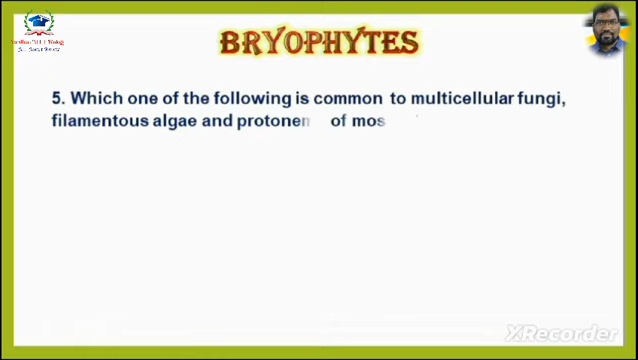 BRYOPHYTES
5. Which one of the following is common to multicellular fungi,
filamentous algae and protonem of mos
XRecorder